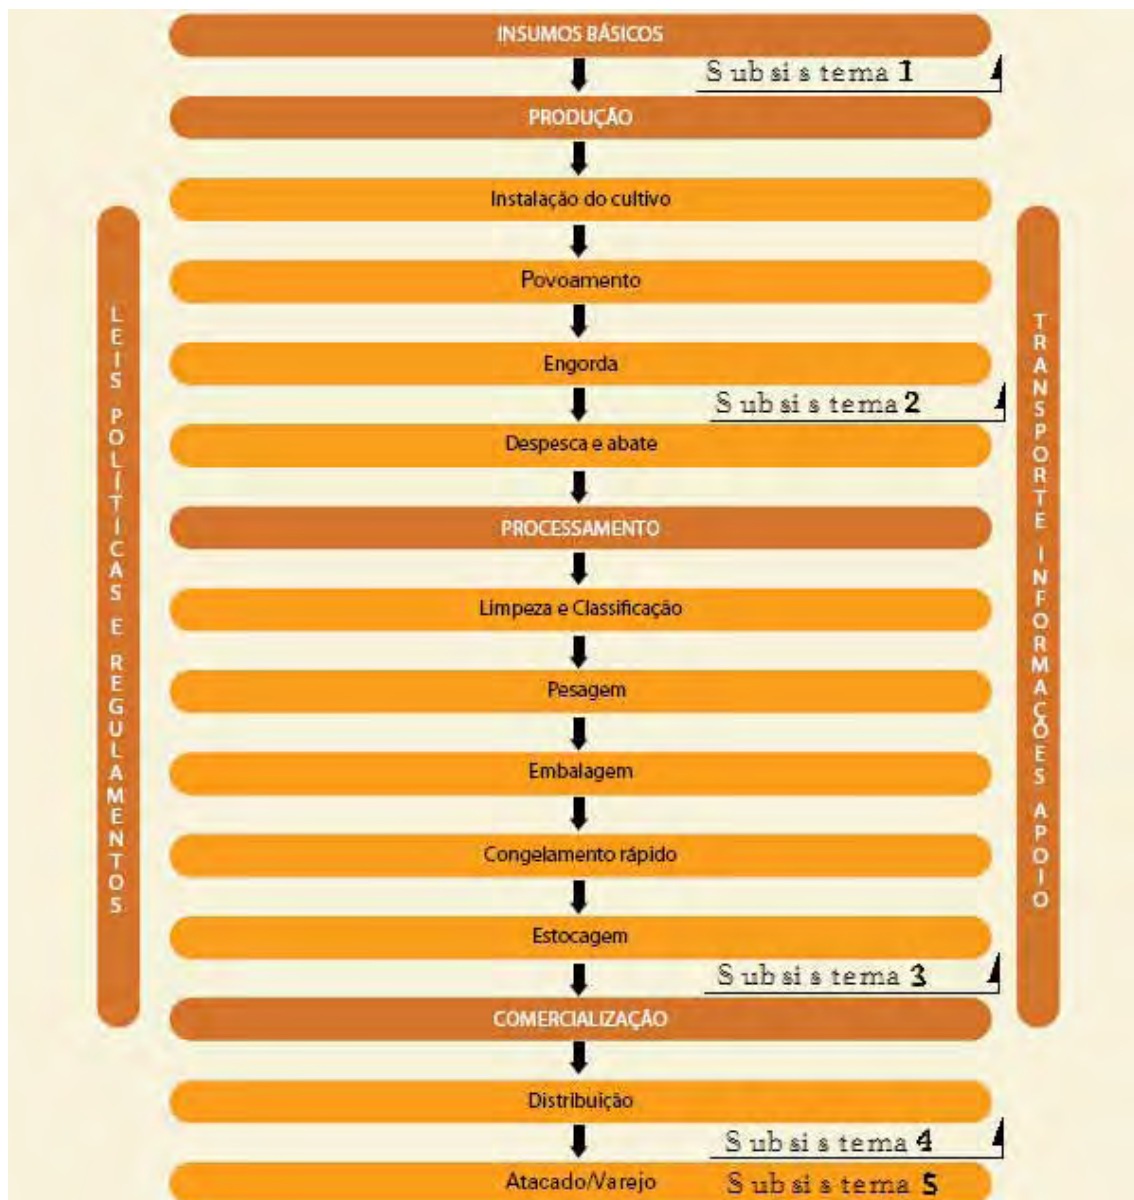 INSUMOS BÁSICOS
Subsistema 1
PRODUÇÃO
Instalação do cultivo
Povoamento
Engorda
Subsistema 2
Despesca e abate
PROCESSAMENTO
Limpeza e Classificação
Pesagem
Embalagem
Congelamento rápido
Estocagem
Subsistema 3
COMERCIALIZAÇÃO
Distribuição
Subsistema 4
Atacado/Varejo
Subsistema 5
LEIS POLÍTICAS E REGULAMENTOS
TRANSPORTE INFORMAÇÕES APOIO